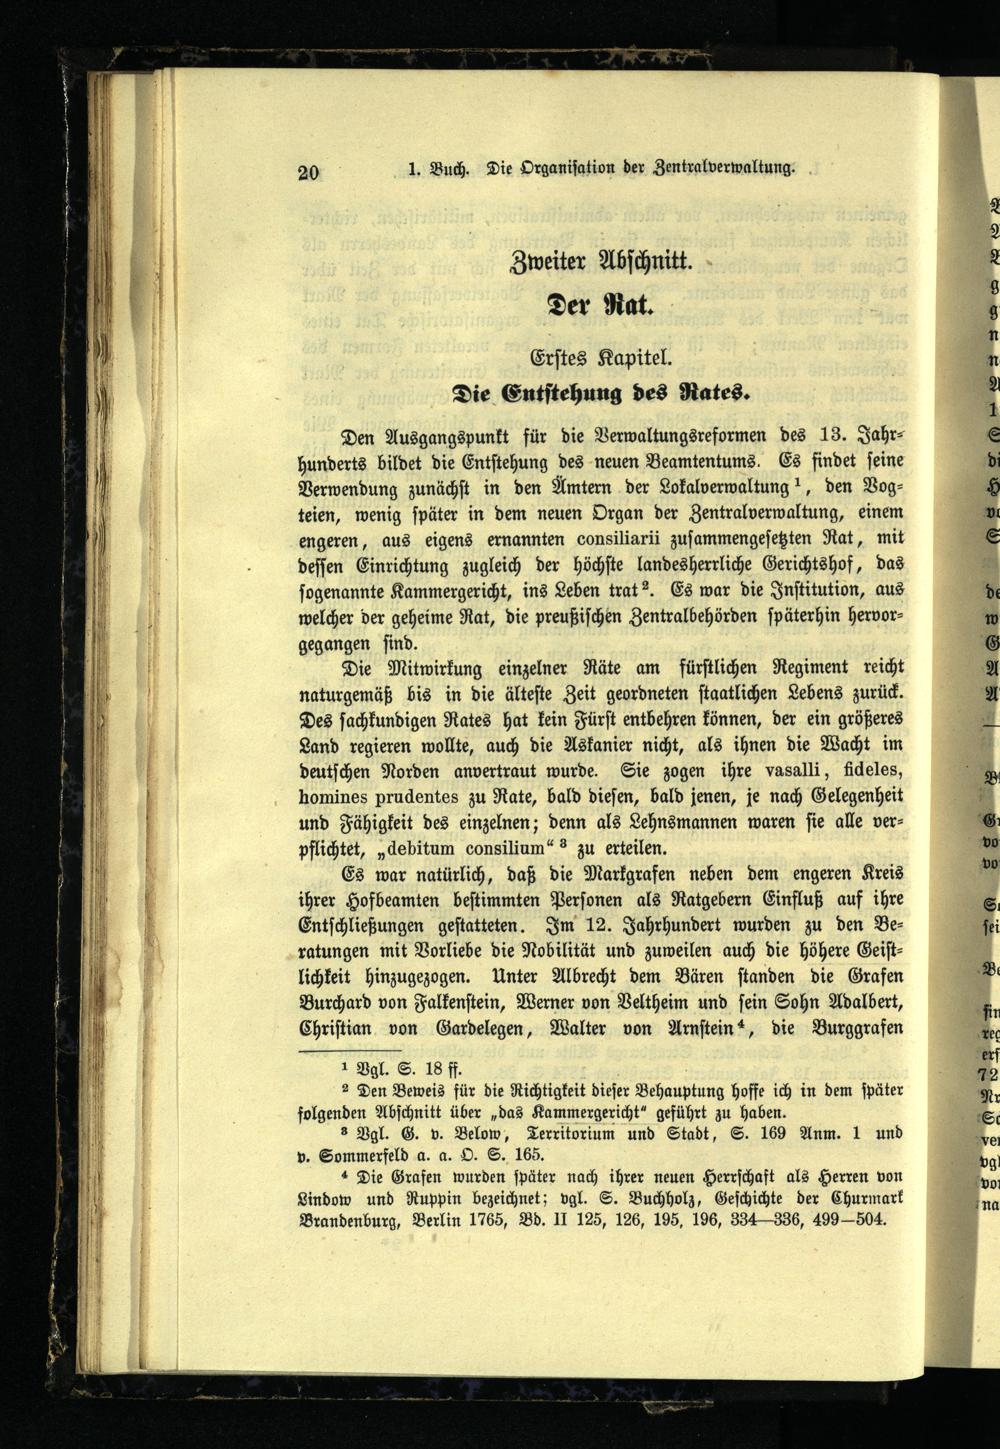 20 1. Buch. Die Organisation der Zentralverwaltung.
Zweiter Abschnitt.
Der Rat.
Erstes Kapitel.
Die Entstehung des Rates.
Den Ausgangspunkt für die Verwaltungsreformen des 13. Jahr-
hunderts bildet die Entstehung des neuen Beamtentums. Es findet seine
Verwendung zunächst in den Ämtern der Lokalverwaltung ¹, den Vog-
teien, wenig später in dem neuen Organ der Zentralverwaltung, einem
engeren, aus eigens ernannten consiliarii zusammengesetzten Rat, mit
dessen Einrichtung zugleich der höchste landesherrliche Gerichtshof, das
sogenannte Kammergericht, ins Leben trat ². Es war die Institution, aus
welcher der geheime Rat, die preußischen Zentralbehörden späterhin hervor-
gegangen sind.
Die Mitwirkung einzelner Räte am fürstlichen Regiment reicht
naturgemäß bis in die älteste Zeit geordneten staatlichen Lebens zurück.
Des sachkundigen Rates hat kein Fürst entbehren können, der ein größeres
Land regieren wollte, auch die Askanier nicht, als ihnen die Wacht im
deutschen Norden anvertraut wurde. Sie zogen ihre vasalli, fideles,
homines prudentes zu Rate, bald diesen, bald jenen, je nach Gelegenheit
und Fähigkeit des einzelnen; denn als Lehnsmannen waren sie alle ver-
pflichtet, „debitum consilium“ ³ zu erteilen.
Es war natürlich, daß die Markgrafen neben dem engeren Kreis
ihrer Hofbeamten bestimmten Personen als Ratgebern Einfluß auf ihre
Entschließungen gestatteten. Im 12. Jahrhundert wurden zu den Be-
ratungen mit Vorliebe die Nobilität und zuweilen auch die höhere Geist-
lichkeit hinzugezogen. Unter Albrecht dem Bären standen die Grafen
Burchard von Falkenstein, Werner von Veltheim und sein Sohn Adalbert,
Christian von Gardelegen, Walter von Arnstein ⁴, die Burggrafen
¹ Vgl. S. 18 ff.
² Den Beweis für die Richtigkeit dieser Behauptung hoffe ich in dem später
folgenden Abschnitt über „das Kammergericht“ geführt zu haben.
³ Vgl. G. v. Below, Territorium und Stadt, S. 169 Anm. 1 und
v. Sommerfeld a. a. O. S. 165.
⁴ Die Grafen wurden später nach ihrer neuen Herrschaft als Herren von
Lindow und Ruppin bezeichnet; vgl. S. Buchholz, Geschichte der Churmark
Brandenburg, Berlin 1765, Bd. II 125, 126, 195, 196, 334—336, 499—504.